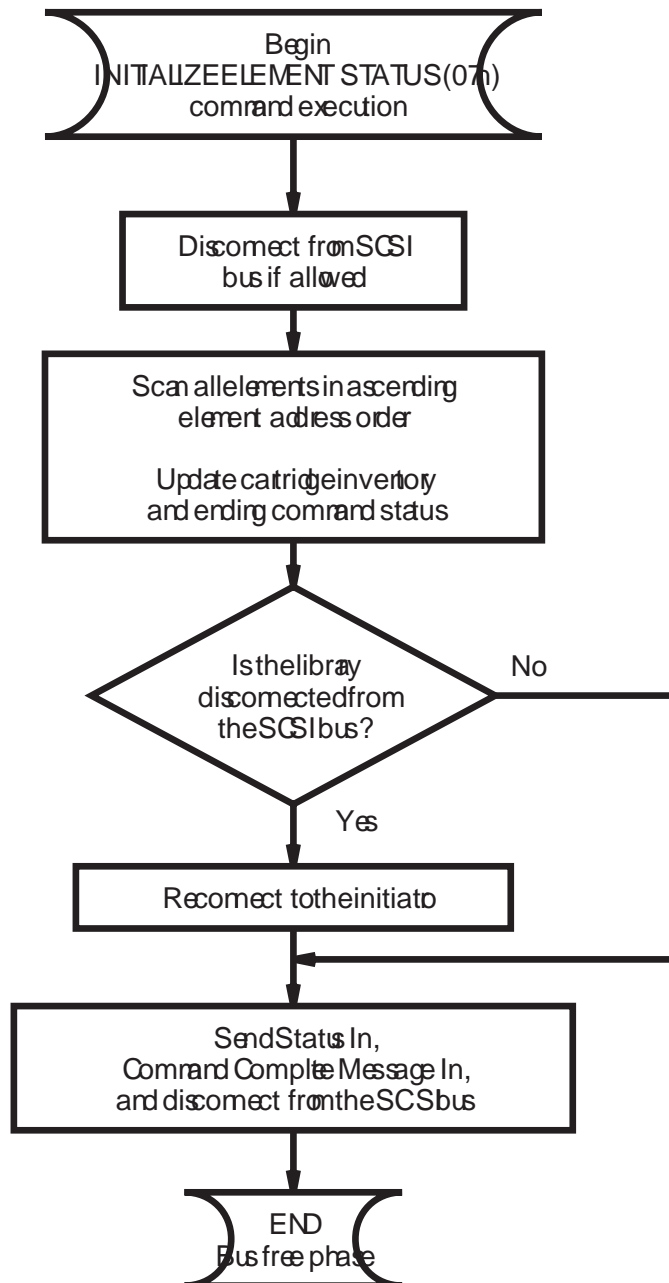 Begin
INITIALIZE ELEMENT STATUS (07h)
command execution
Disconnect from SCSI
bus if allowed
Scan all elements in ascending
element address order
Update cartridge inventory
and ending command status
Is the library
disconnected from
the SCSI bus?
No
Yes
Reconnect to the initiator
Send Status In,
Command Complete Message In,
and disconnect from the SCSI bus
END
Bus free phase